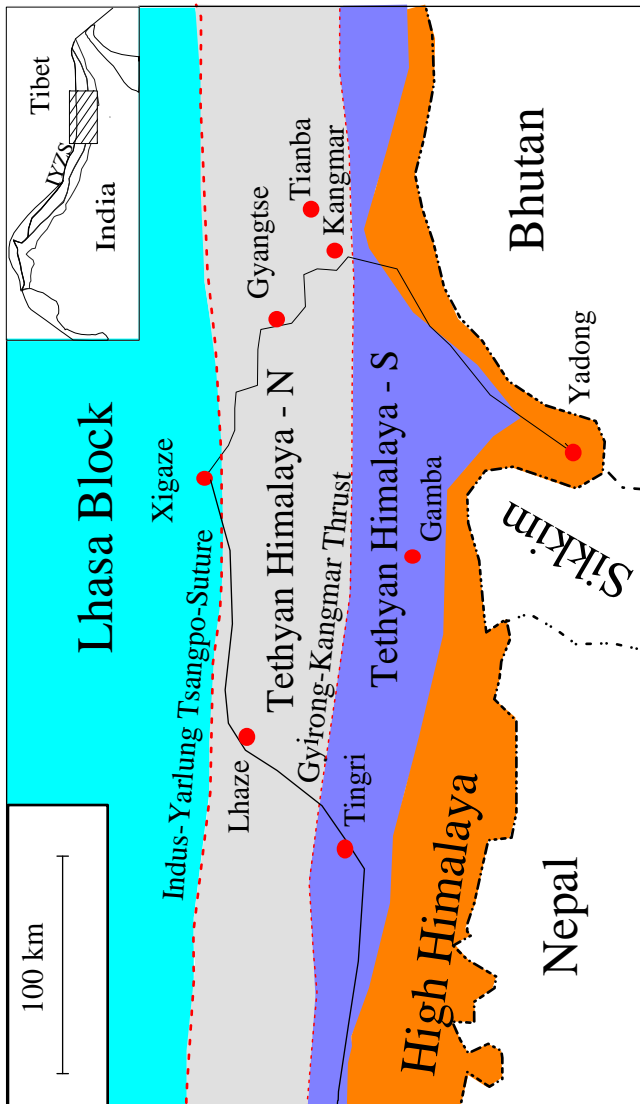 100 km
Tibet
IYZS
India
Lhasa Block
Xigaze
Indus-Yarlung Tsangpo-Suture
Gyangtse
Tianba
Kangmar
Lhaze
Tethyan Himalaya - N
Gyirong-Kangmar Thrust
Tingri
Tethyan Himalaya - S
Gamba
High Himalaya
Yadong
Nepal
Sikkim
Bhutan